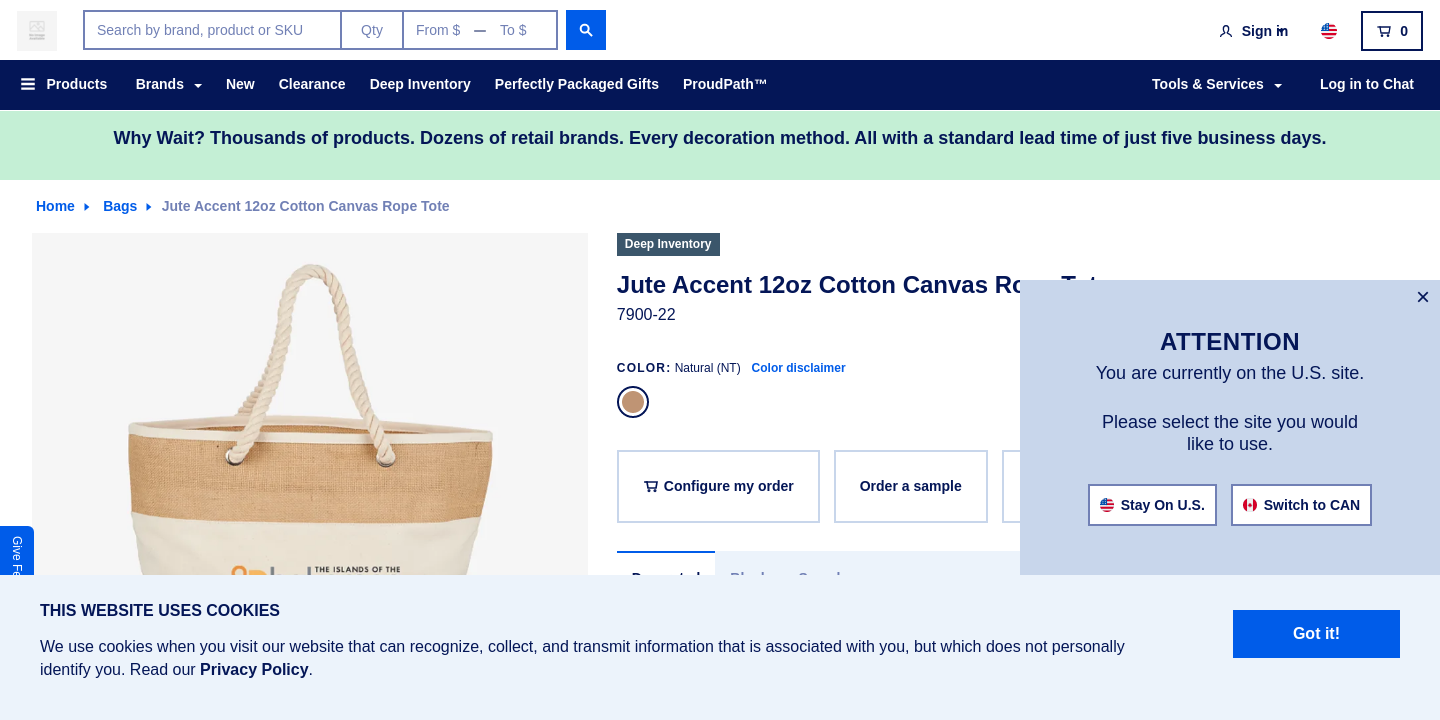 Search by brand, product or SKU
Qty
From $ — To $
Sign in
0
Products
Brands
New
Clearance
Deep Inventory
Perfectly Packaged Gifts
ProudPath™
Tools & Services
Log in to Chat
Why Wait? Thousands of products. Dozens of retail brands. Every decoration method. All with a standard lead time of just five business days.
Home
Bags
Jute Accent 12oz Cotton Canvas Rope Tote
Deep Inventory
Jute Accent 12oz Cotton Canvas
7900-22
COLOR: Natural (NT) Color disclaimer
Configure my order
Order a sample
ATTENTION
You are currently on the U.S. site.
Please select the site you would
like to use.
Stay On U.S.
Switch to CAN
Give
THE ISLANDS OF THE
THIS WEBSITE USES COOKIES
We use cookies when you visit our website that can recognize, collect, and transmit information that is associated with you, but which does not personally
identify you. Read our Privacy Policy.
Got it!